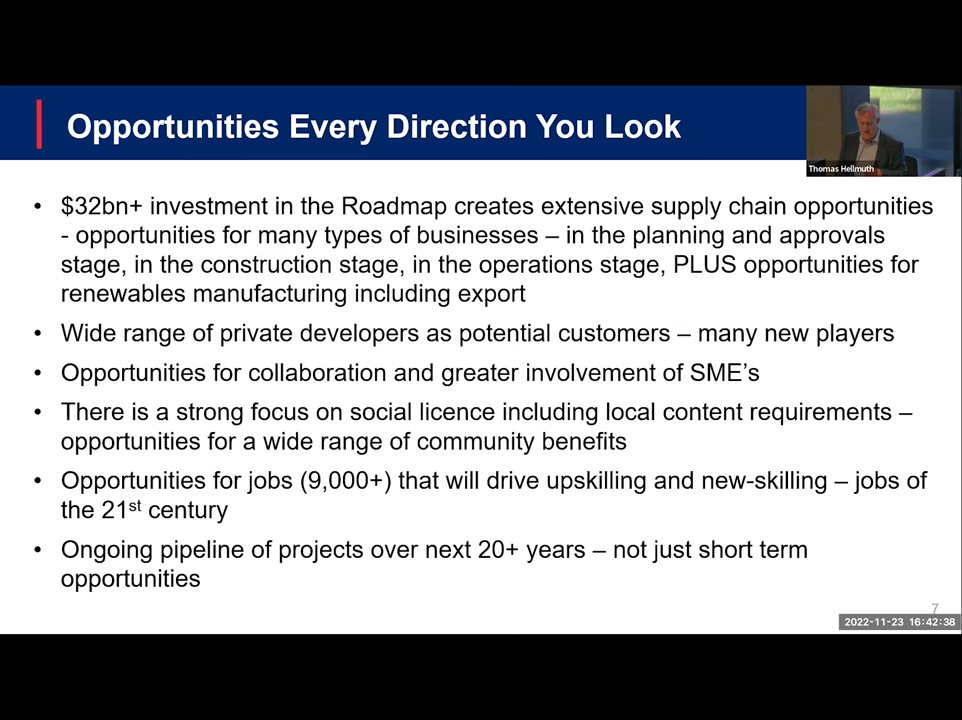 Opportunities Every Direction You Look
Thomas Hellmuth
• $32bn+ investment in the Roadmap creates extensive supply chain opportunities
- opportunities for many types of businesses – in the planning and approvals
stage, in the construction stage, in the operations stage, PLUS opportunities for
renewables manufacturing including export
• Wide range of private developers as potential customers – many new players
• Opportunities for collaboration and greater involvement of SME's
• There is a strong focus on social licence including local content requirements –
opportunities for a wide range of community benefits
• Opportunities for jobs (9,000+) that will drive upskilling and new-skilling – jobs of
the 21st century
• Ongoing pipeline of projects over next 20+ years – not just short term
opportunities
7
2022-11-23 16:42:38